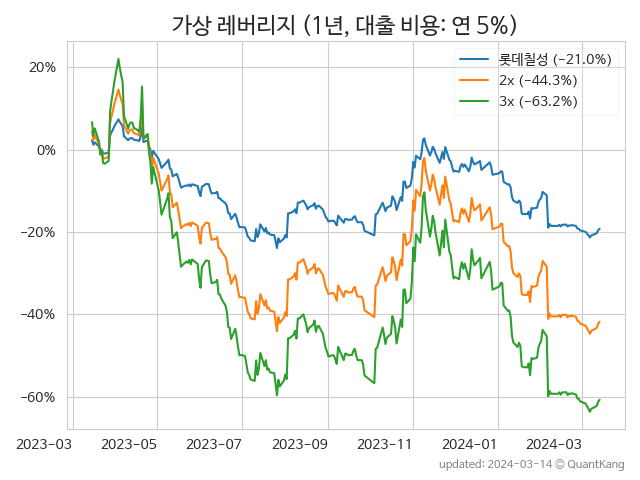 가상 레버리지 (1년, 대출 비용: 연 5%)
롯데칠성 (−21.0%)
2x (−44.3%)
3x (−63.2%)
20%
0%
−20%
−40%
−60%
2023-03 2023-05 2023-07 2023-09 2023-11 2024-01 2024-03
updated: 2024-03-14 © QuantKang